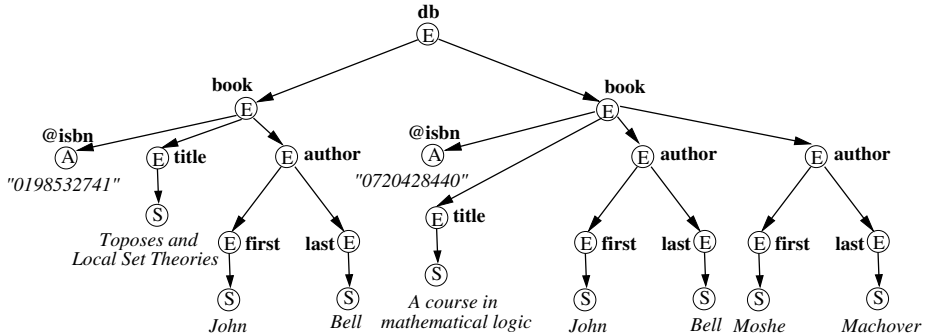 db
E
book
E
book
E
@isbn
A
"0198532741"
E title
E author
@isbn
A
"0720428440"
E author
E author
S
Toposes and
Local Set Theories
E title
E first
last E
S
A course in
mathematical logic
E first
last E
E first
last E
S
John
S
Bell
S
John
S
Bell
S
Moshe
S
Machover